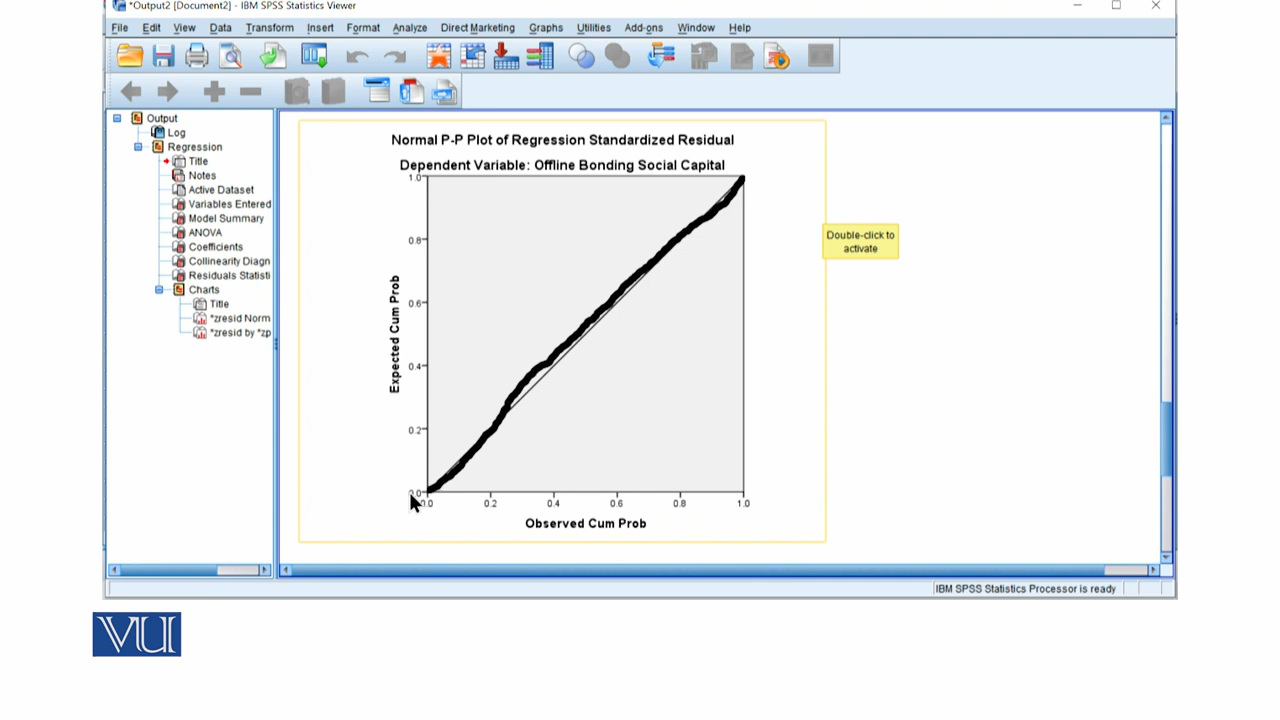 *Output2 [Document2] - IBM SPSS Statistics Viewer
File Edit View Data Transform Insert Format Analyze Direct Marketing Graphs Utilities Add-ons Window Help
Output
Log
Regression
Title
Notes
Active Dataset
Variables Entered
Model Summary
ANOVA
Coefficients
Collinearity Diagn
Residuals Statisti
Charts
Title
*zresid Norm
*zresid by *zp
Normal P-P Plot of Regression Standardized Residual
Dependent Variable: Offline Bonding Social Capital
1.0
0.8
0.6
0.4
0.2
0.0
Expected Cum Prob
0.0 0.2 0.4 0.6 0.8 1.0
Observed Cum Prob
Double-click to
activate
IBM SPSS Statistics Processor is ready
VU